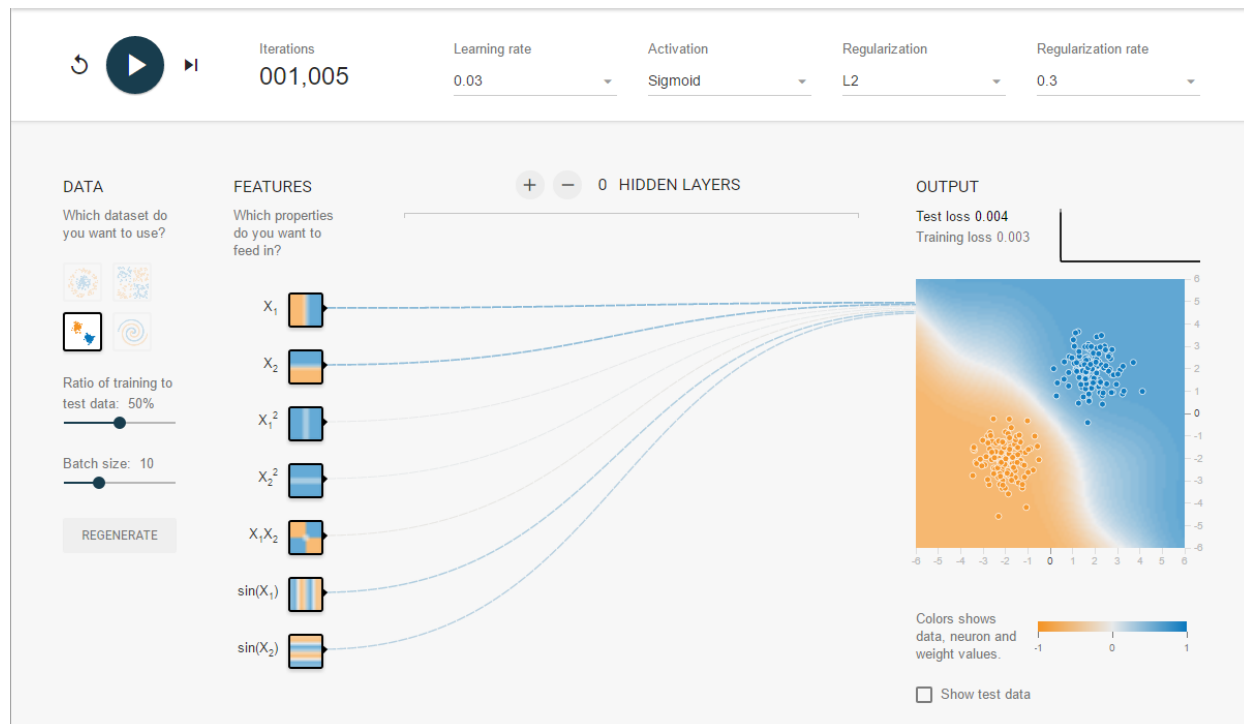 Iterations
001,005
Learning rate
0.03
Activation
Sigmoid
Regularization
L2
Regularization rate
0.3
DATA
Which dataset do
you want to use?
Ratio of training to
test data: 50%
Batch size: 10
REGENERATE
FEATURES
Which properties
do you want to
feed in?
X₁
X₂
X₁²
X₂²
X₁X₂
sin(X₁)
sin(X₂)
+ − 0 HIDDEN LAYERS
OUTPUT
Test loss 0.004
Training loss 0.003
6
5
4
3
2
1
0
-1
-2
-3
-4
-5
-6
-6 -5 -4 -3 -2 -1 0 1 2 3 4 5 6
Colors shows
data, neuron and
weight values.
-1 0 1
Show test data